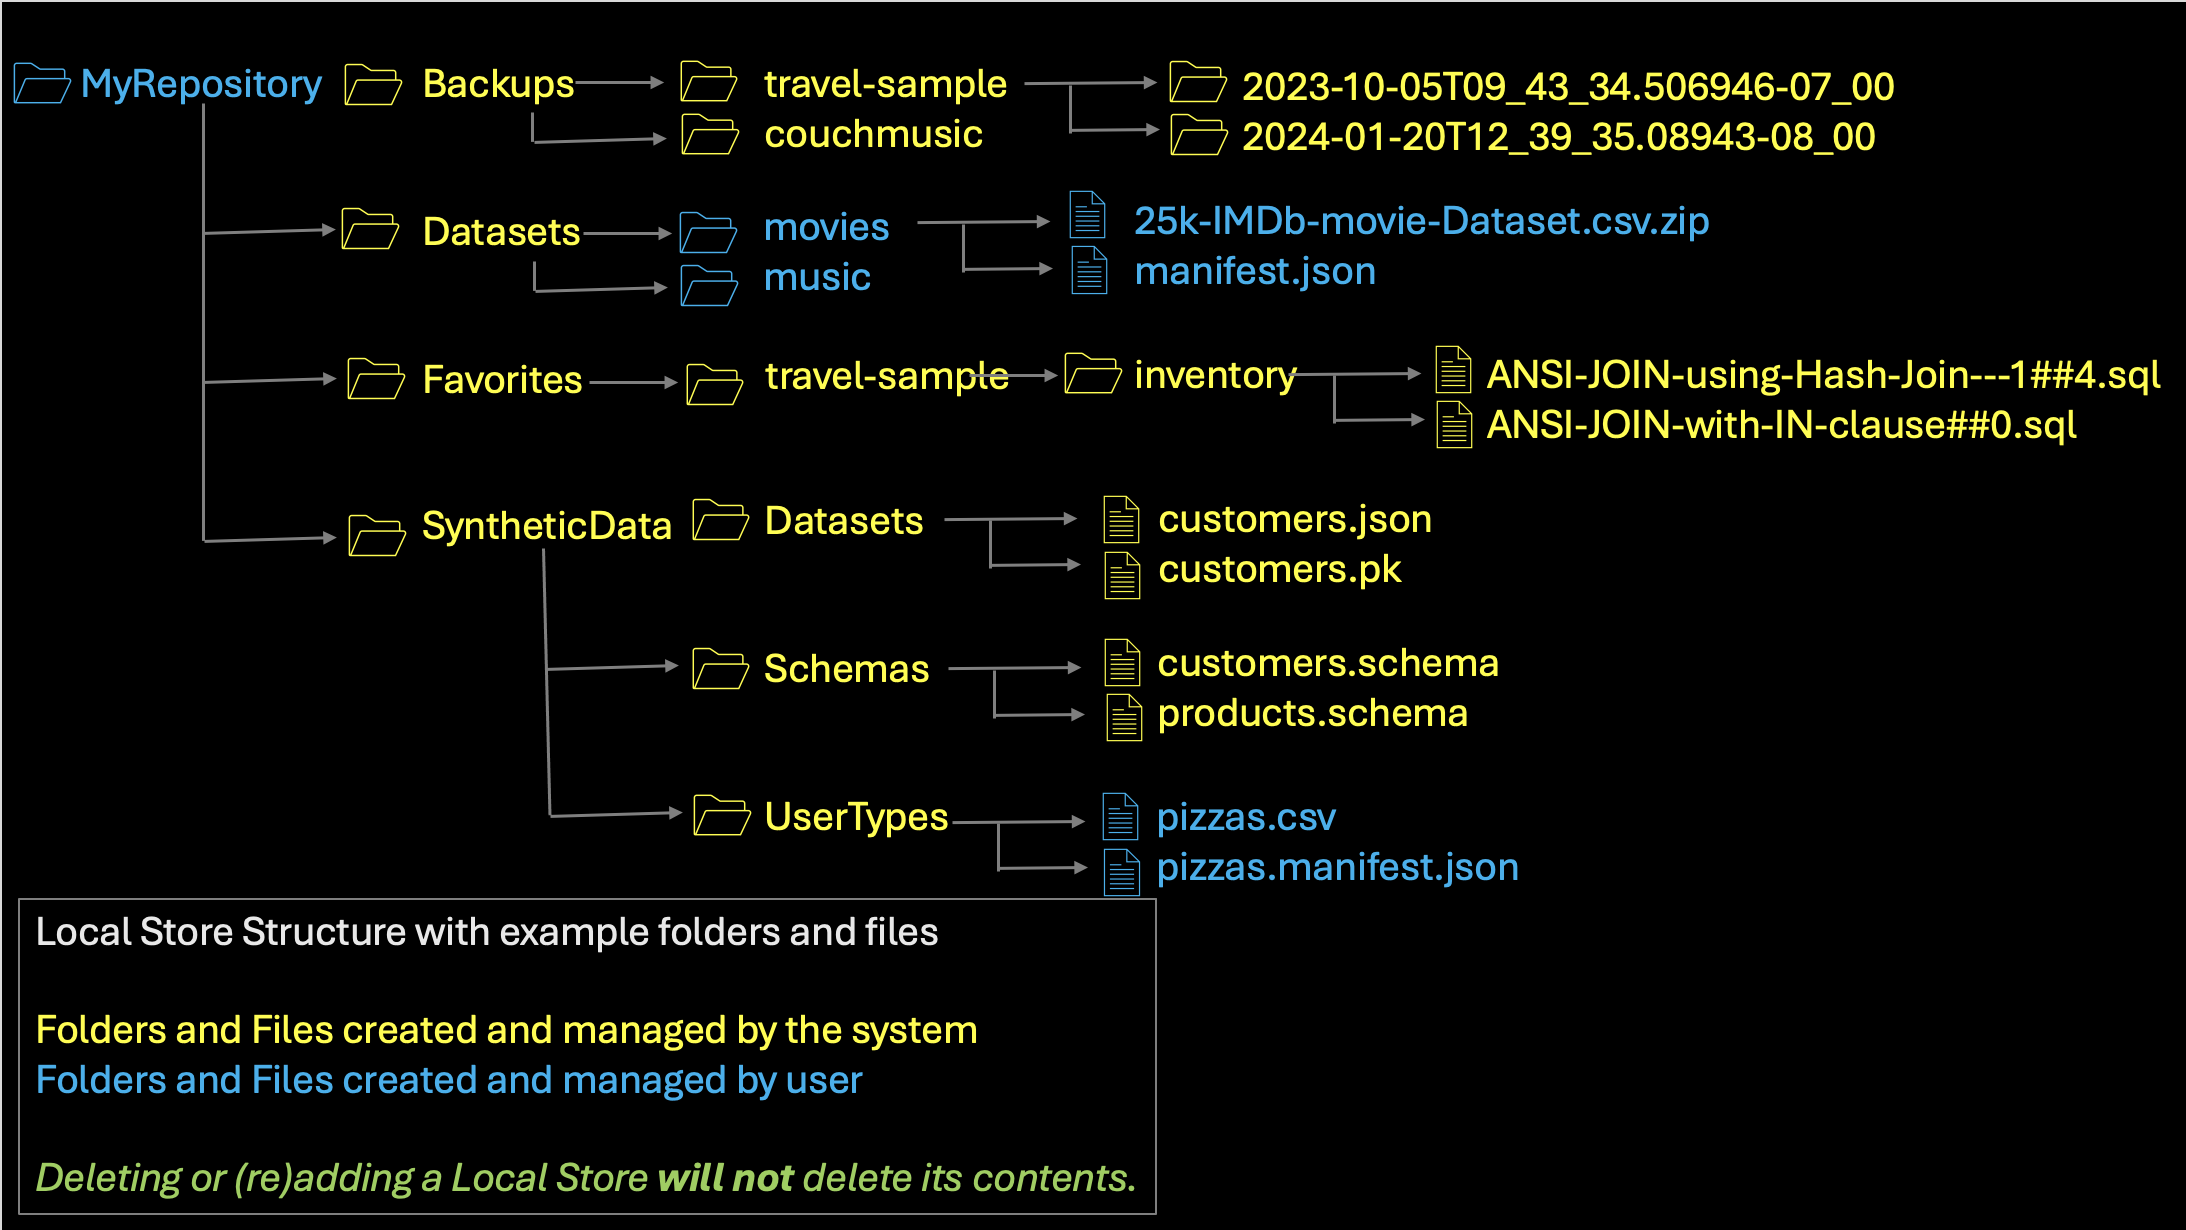 MyRepository Backups travel-sample 2023-10-05T09_43_34.506946-07_00
couchmusic 2024-01-20T12_39_35.08943-08_00
Datasets movies 25k-IMDb-movie-Dataset.csv.zip
music manifest.json
Favorites travel-sample inventory ANSI-JOIN-using-Hash-Join---1##4.sql
ANSI-JOIN-with-IN-clause##0.sql
SyntheticData Datasets customers.json
customers.pk
Schemas customers.schema
products.schema
UserTypes pizzas.csv
pizzas.manifest.json
Local Store Structure with example folders and files
Folders and Files created and managed by the system
Folders and Files created and managed by user
Deleting or (re)adding a Local Store will not delete its contents.